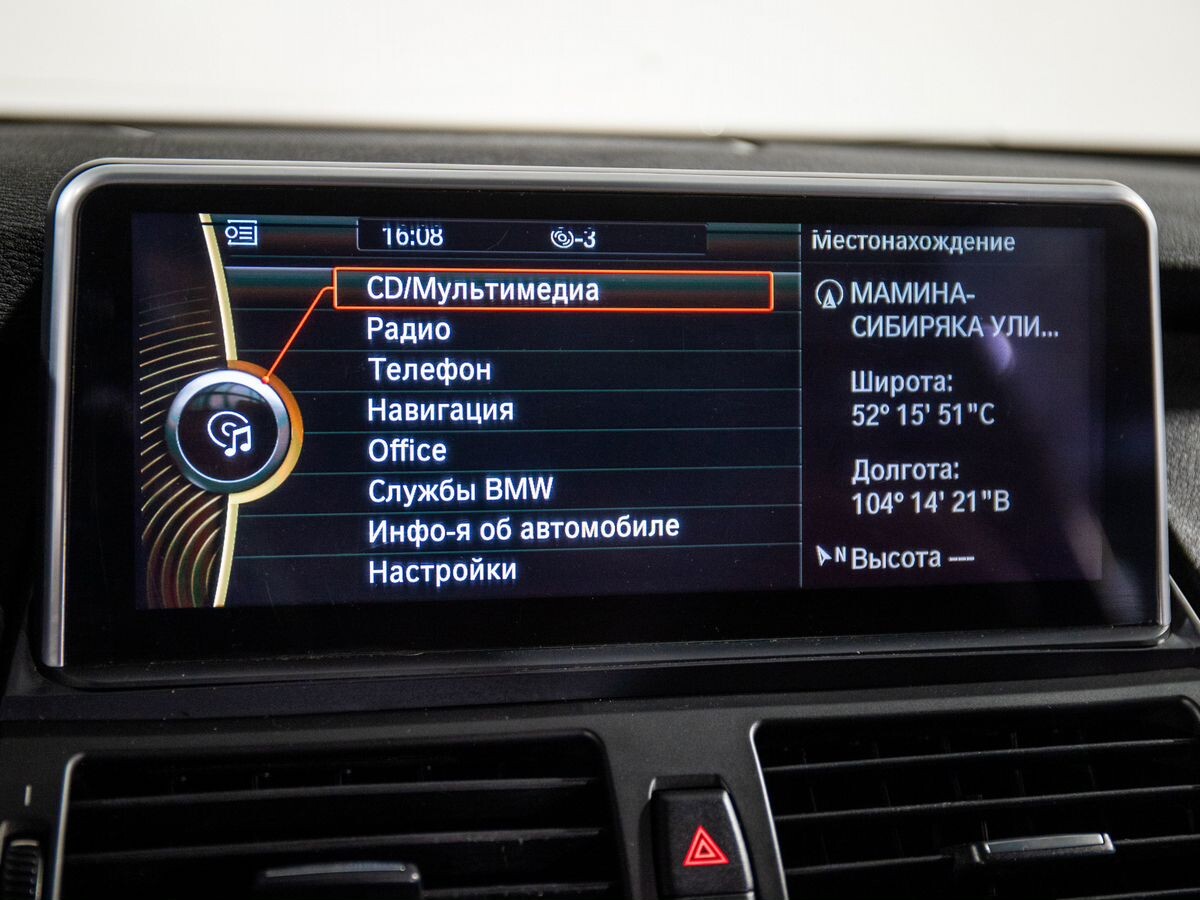 16:08
-3
CD/Мультимедиа
Радио
Телефон
Навигация
Office
Службы BMW
Инфо-я об автомобиле
Настройки
Местонахождение
МАМИНА-
СИБИРЯКА УЛИ...
Широта:
52° 15' 51"С
Долгота:
104° 14' 21"В
N Высота ---